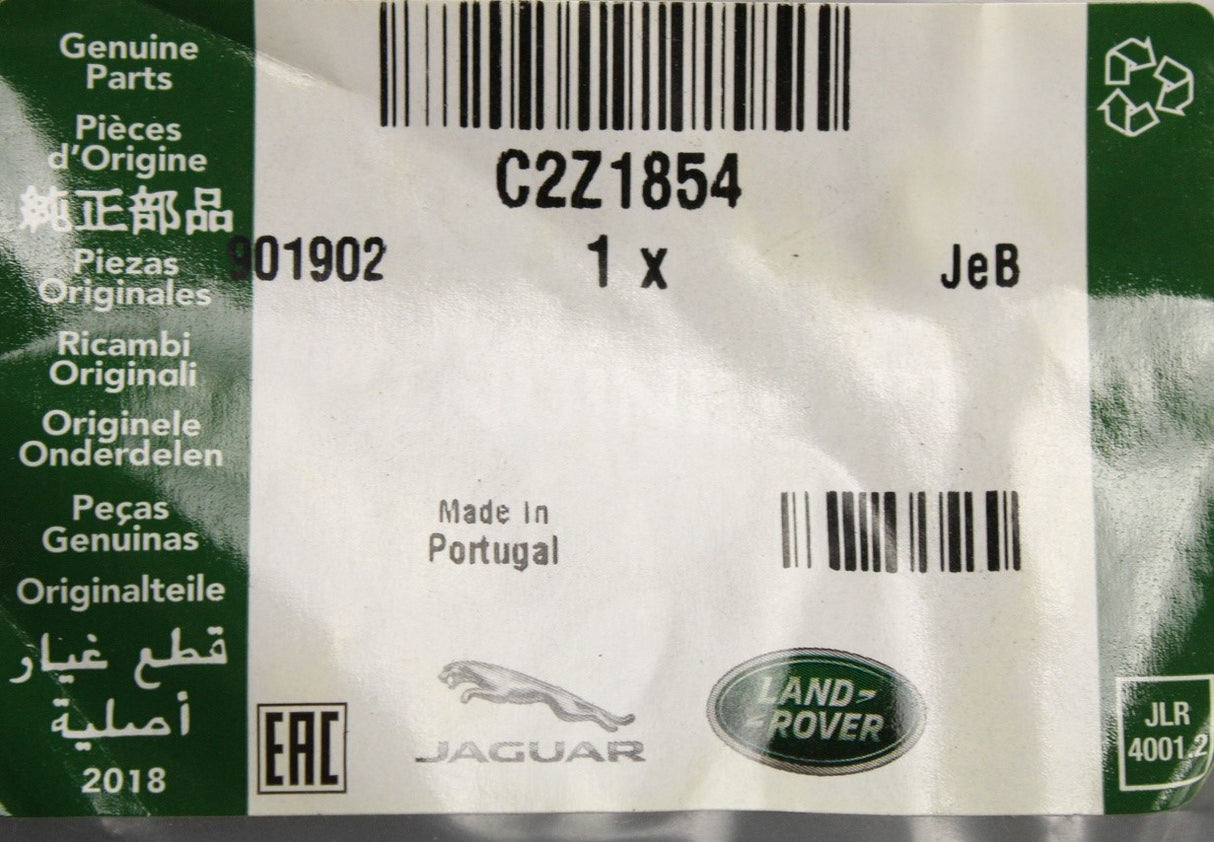 Genuine
Parts
Pièces
d'Origine
純正部品
Piezas
Originales
Ricambi
Originali
Originele
Onderdelen
Peças
Genuinas
Originalteile
قطع غيار
أصلية
2018
C2Z1854
901902 1 x JeB
Made In
Portugal
EAC
JAGUAR
LAND-
-ROVER
JLR
4001.2